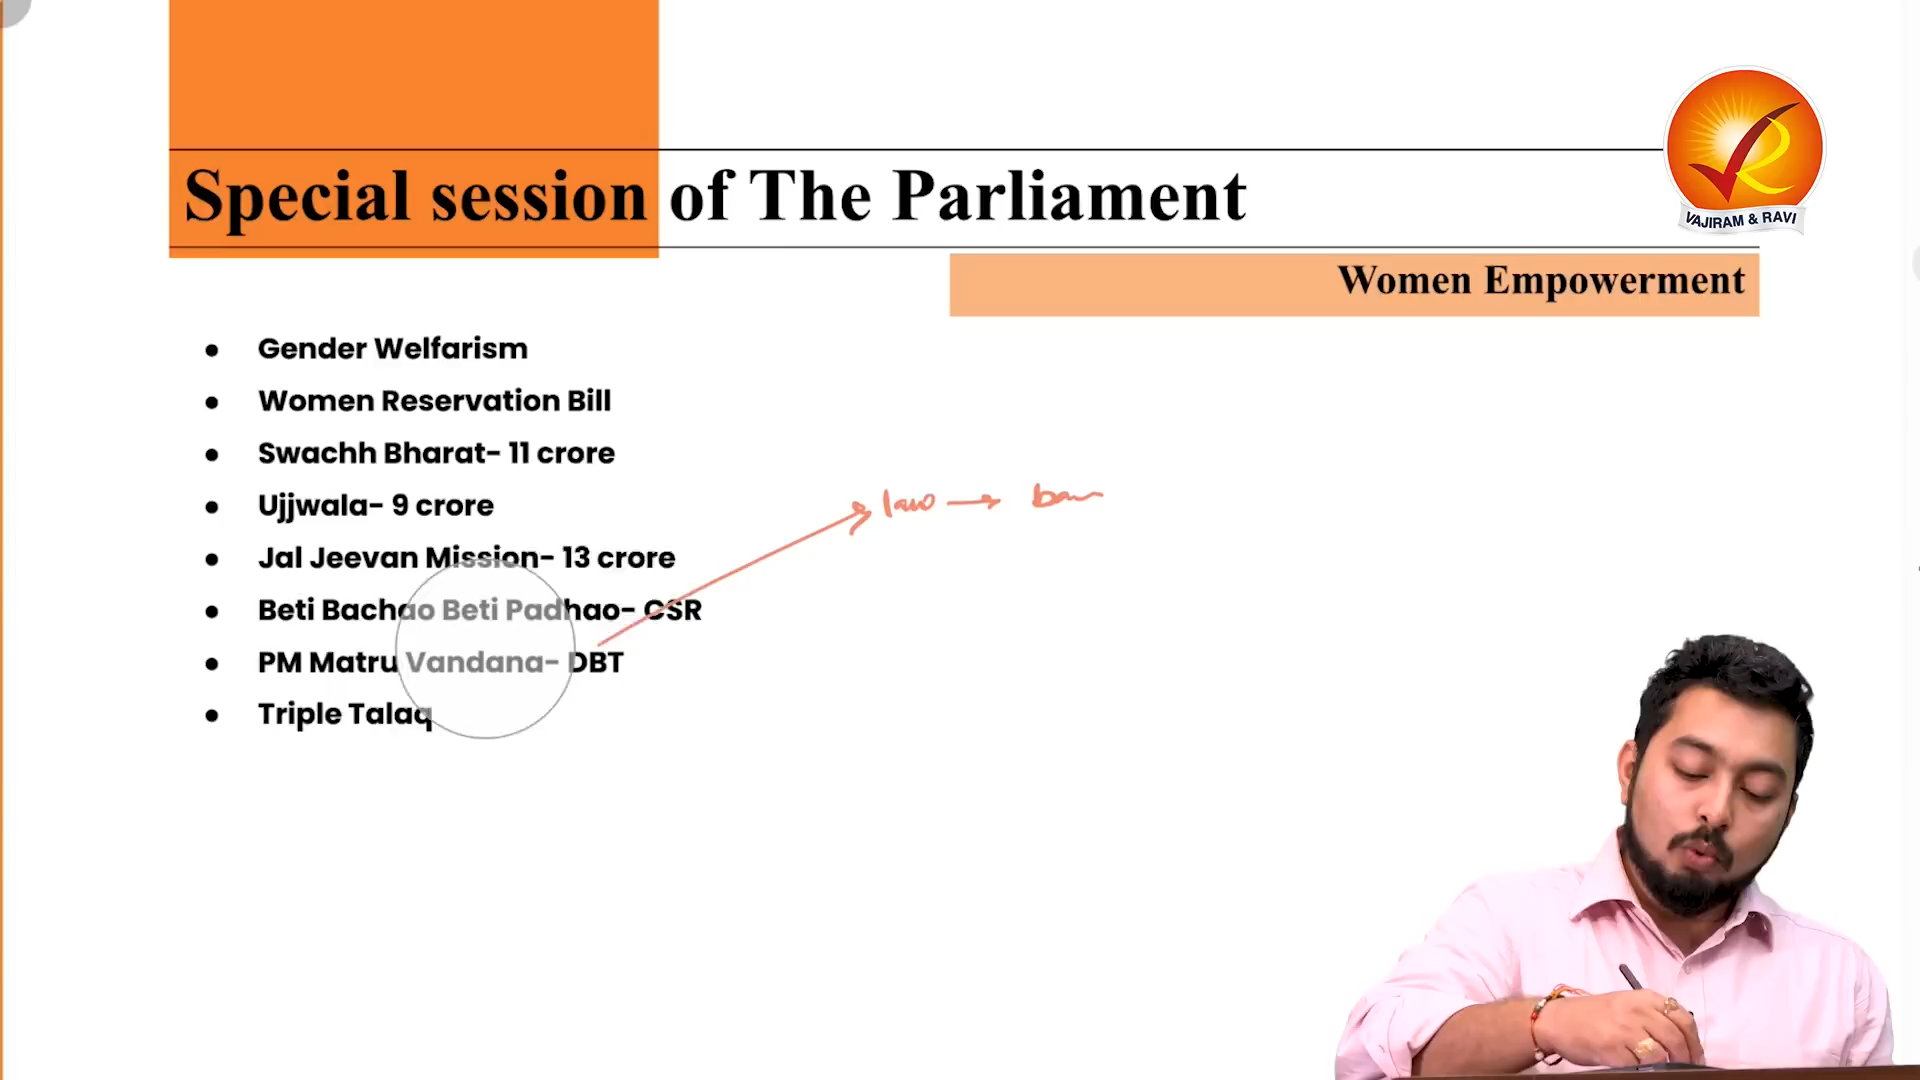 Special session of The Parliament
VAJIRAM & RAVI
Women Empowerment
● Gender Welfarism
● Women Reservation Bill
● Swachh Bharat- 11 crore
● Ujjwala- 9 crore
● Jal Jeevan Mission- 13 crore
● Beti Bachao Beti Padhao- CSR
● PM Matru Vandana- DBT
● Triple Talaq
law →